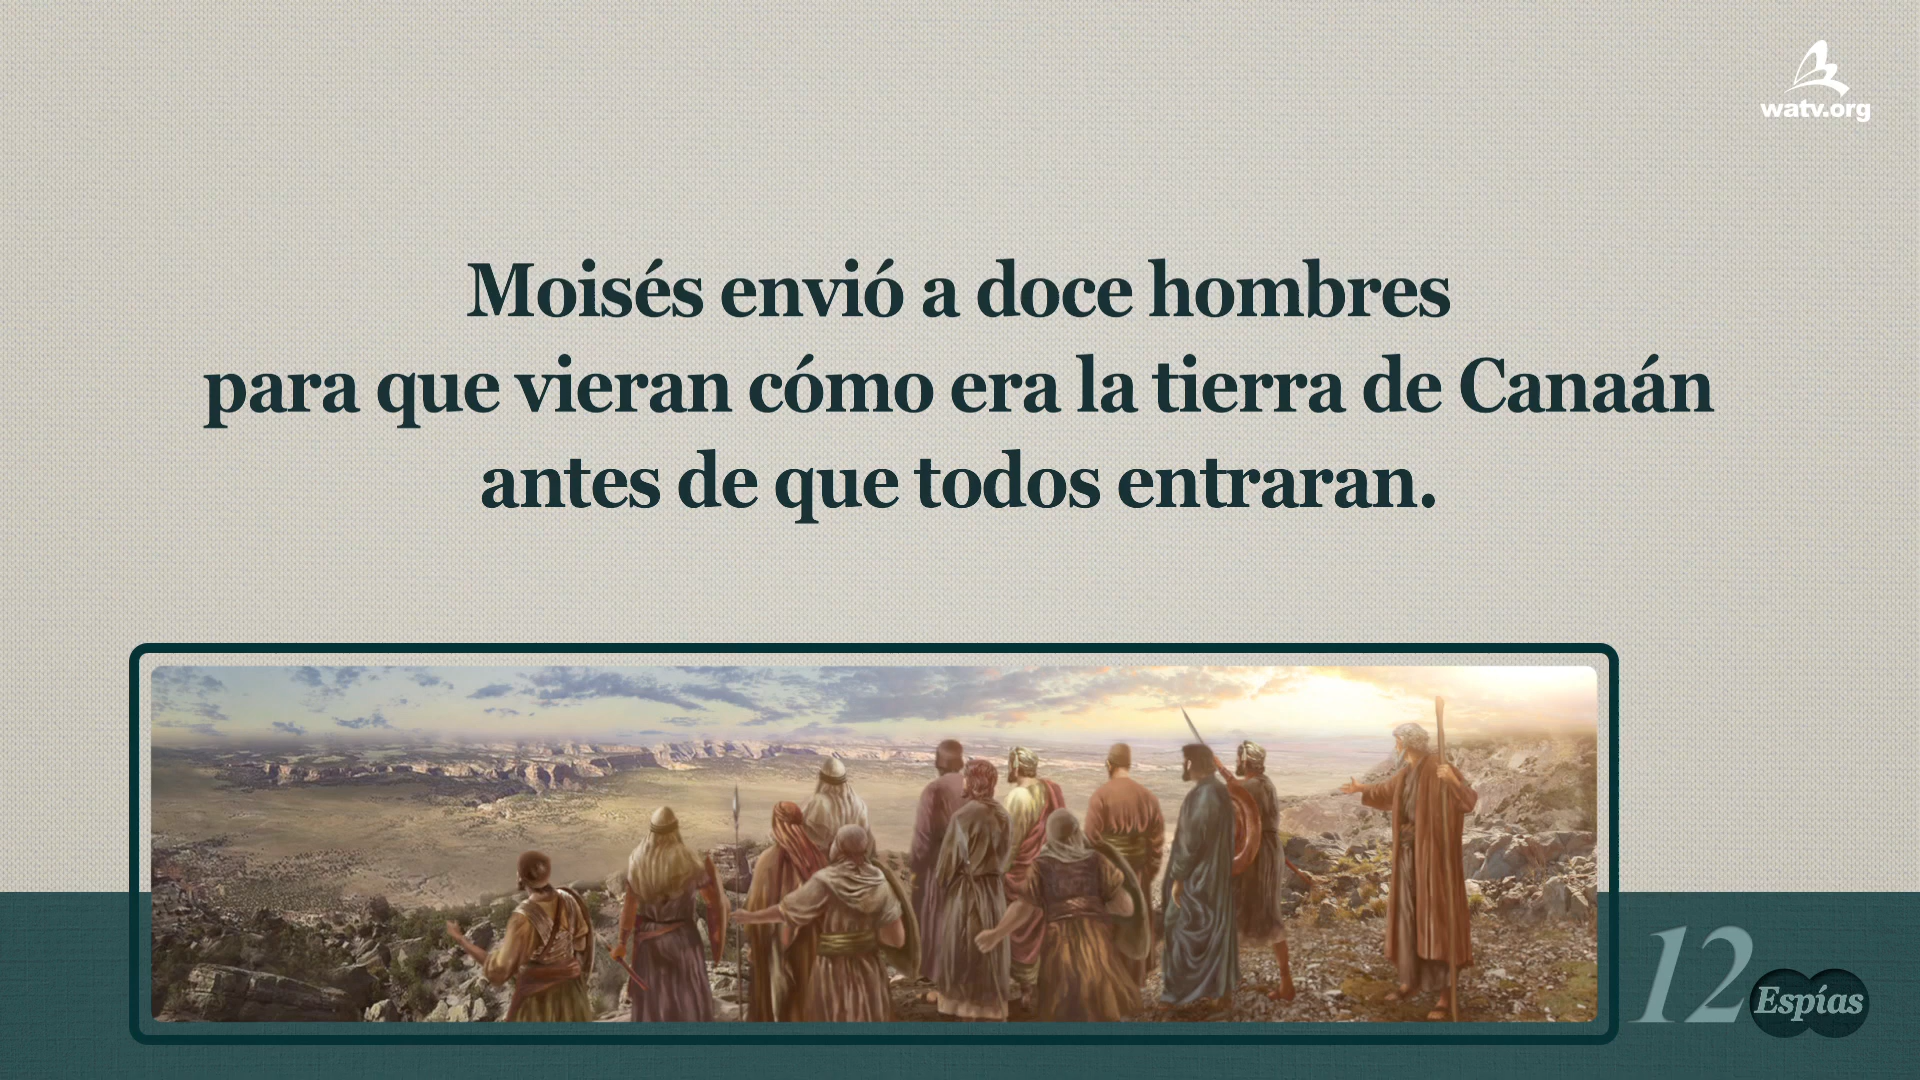 watv.org
Moisés envió a doce hombres
para que vieran cómo era la tierra de Canaán
antes de que todos entraran.
12 Espías